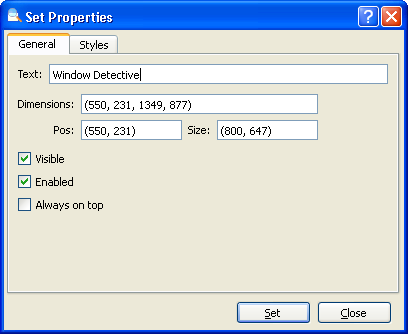 Set Properties
General Styles
Text: Window Detective
Dimensions: (550, 231, 1349, 877)
Pos: (550, 231) Size: (800, 647)
Visible
Enabled
Always on top
Set Close